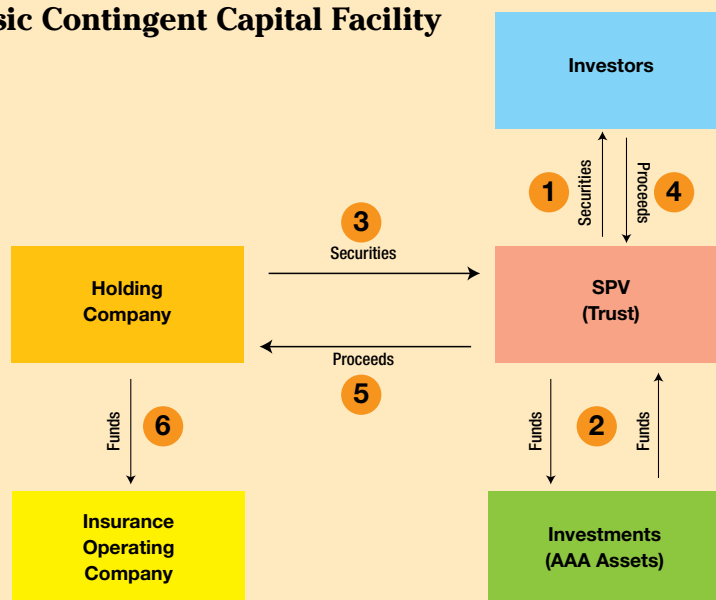 sic Contingent Capital Facility
Investors
1
Securities
Proceeds
4
3
Securities
Holding
Company
SPV
(Trust)
Proceeds
5
Funds
6
Funds
2
Funds
Insurance
Operating
Company
Investments
(AAA Assets)